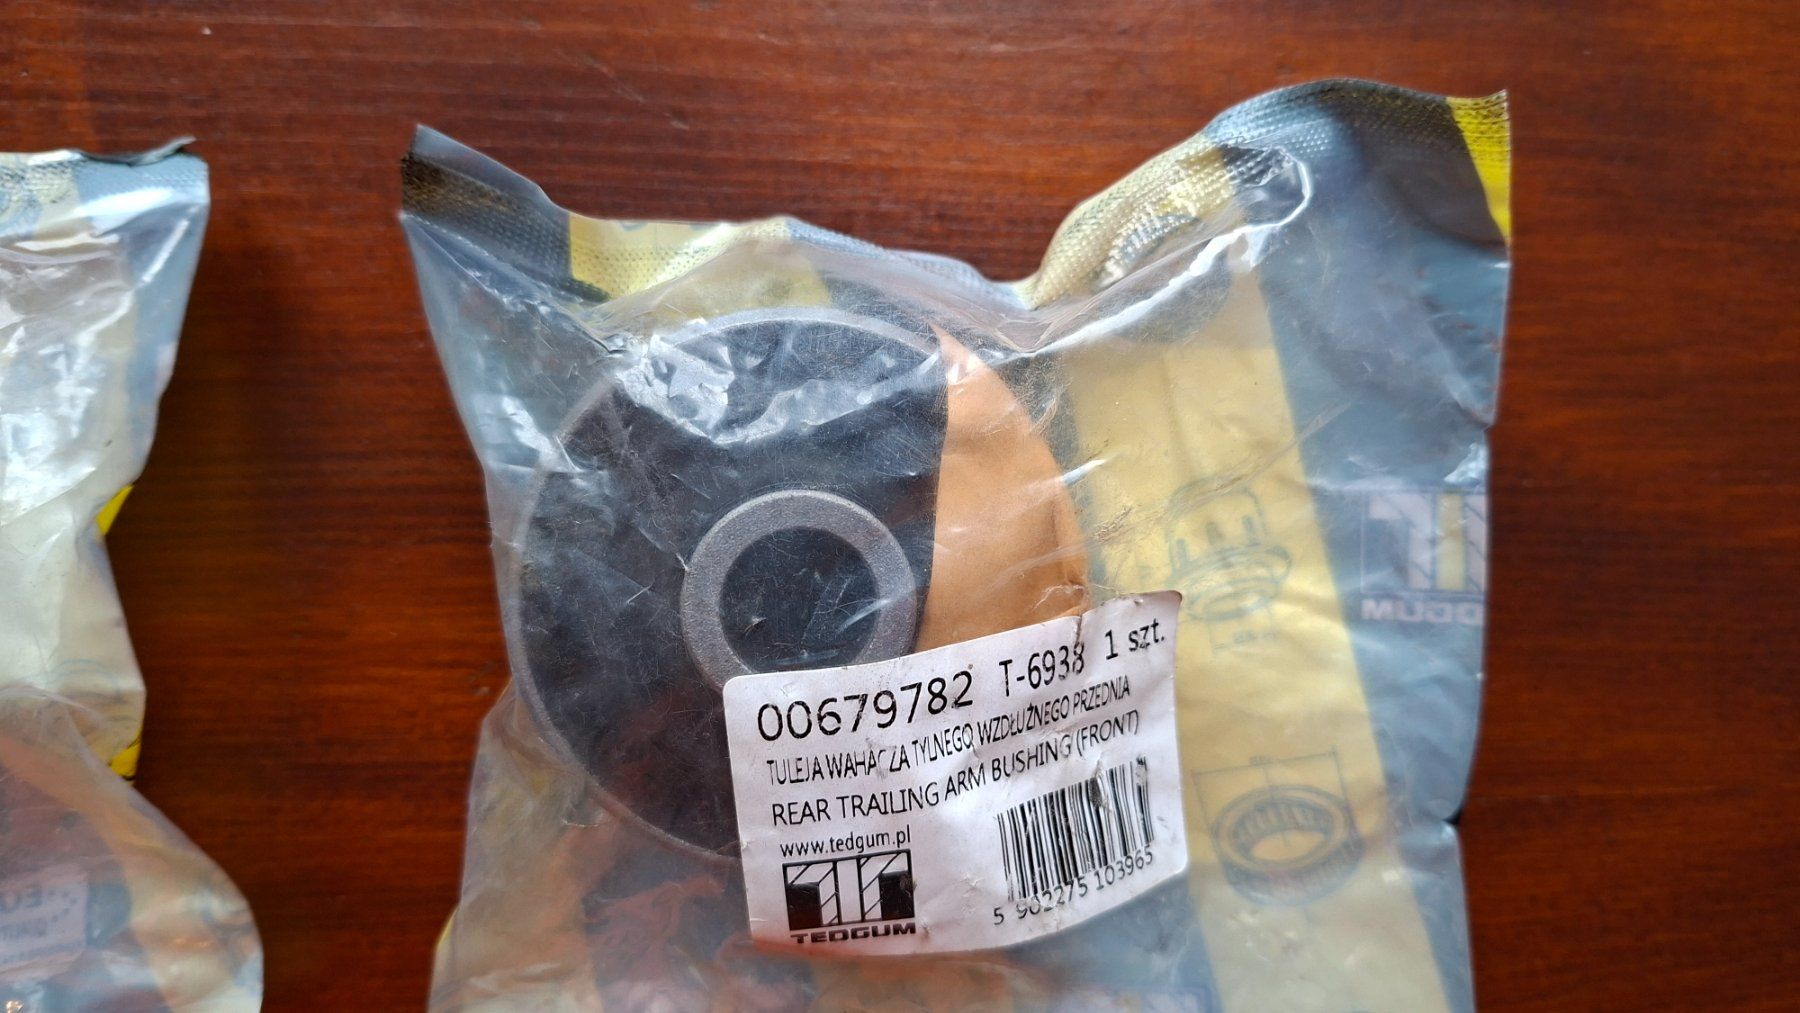 00679782 T-6938 1 szt.
TULEJA WAHACZA TYLNEGO WZDŁUŻNEGO PRZEDNIA
REAR TRAILING ARM BUSHING (FRONT)
www.tedgum.pl
TEDGUM
5 902275 103965
TEDGUM